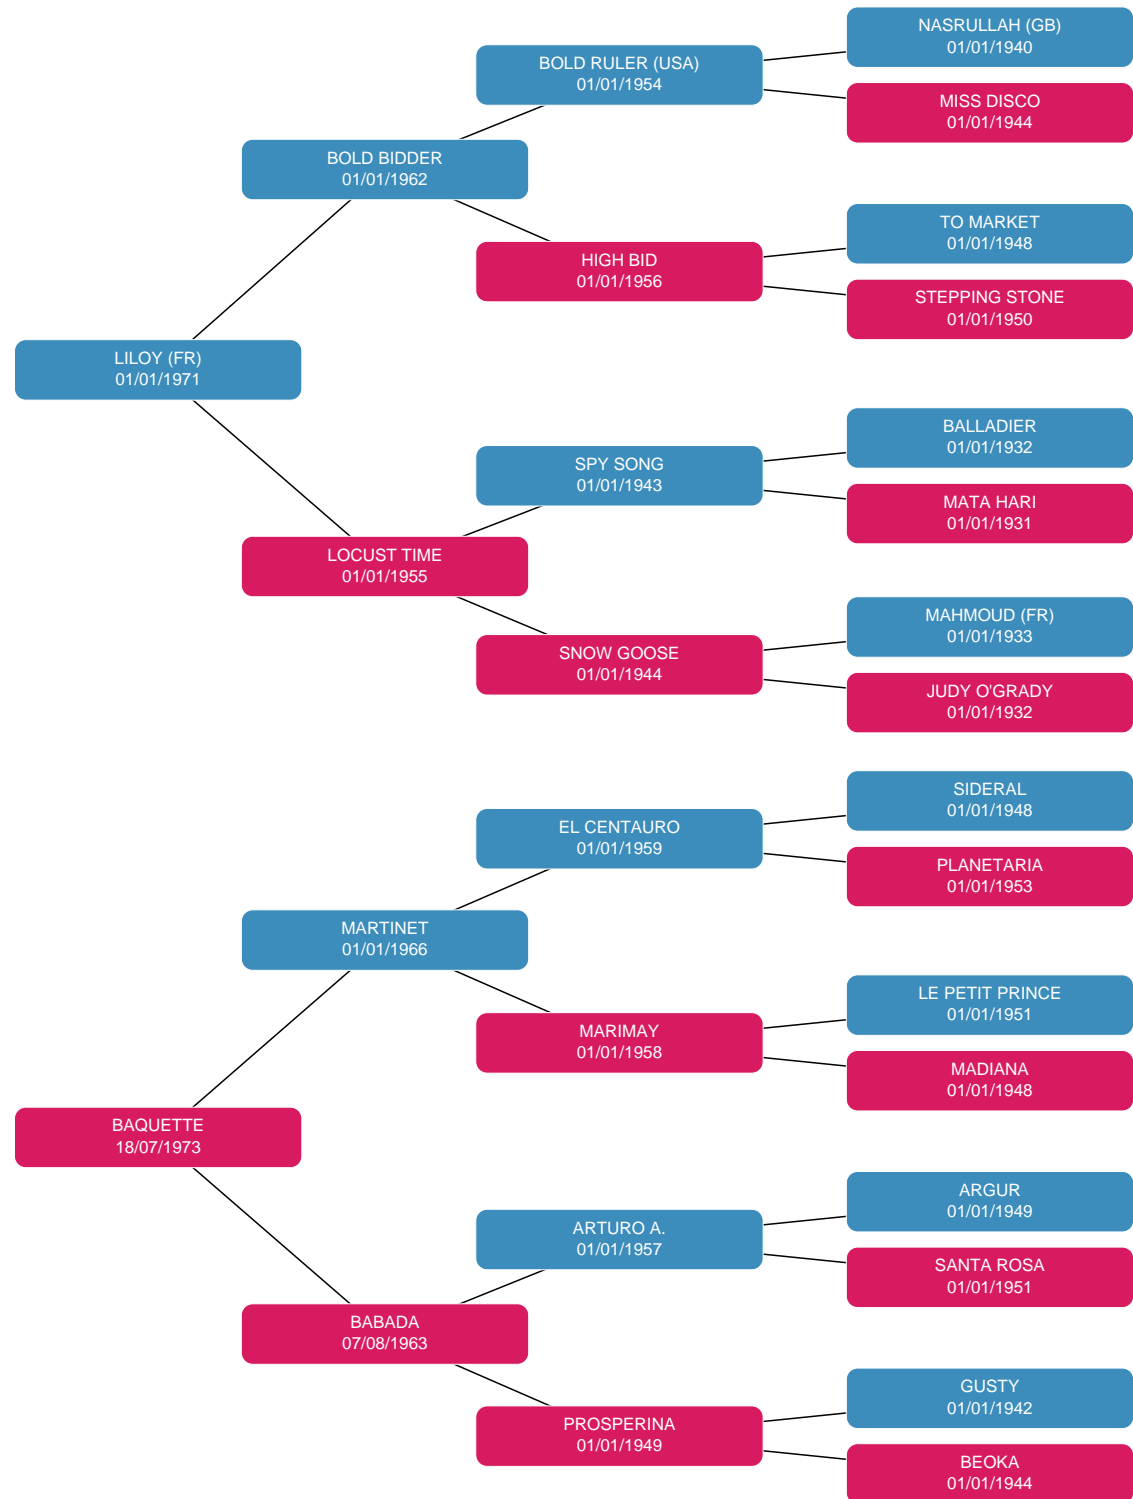 NASRULLAH (GB)
01/01/1940
BOLD RULER (USA)
01/01/1954
MISS DISCO
01/01/1944
BOLD BIDDER
01/01/1962
TO MARKET
01/01/1948
HIGH BID
01/01/1956
STEPPING STONE
01/01/1950
LILOY (FR)
01/01/1971
BALLADIER
01/01/1932
SPY SONG
01/01/1943
MATA HARI
01/01/1931
LOCUST TIME
01/01/1955
MAHMOUD (FR)
01/01/1933
SNOW GOOSE
01/01/1944
JUDY O'GRADY
01/01/1932
SIDERAL
01/01/1948
EL CENTAURO
01/01/1959
PLANETARIA
01/01/1953
MARTINET
01/01/1966
LE PETIT PRINCE
01/01/1951
MARIMAY
01/01/1958
MADIANA
01/01/1948
BAQUETTE
18/07/1973
ARGUR
01/01/1949
ARTURO A.
01/01/1957
SANTA ROSA
01/01/1951
BABADA
07/08/1963
GUSTY
01/01/1942
PROSPERINA
01/01/1949
BEOKA
01/01/1944